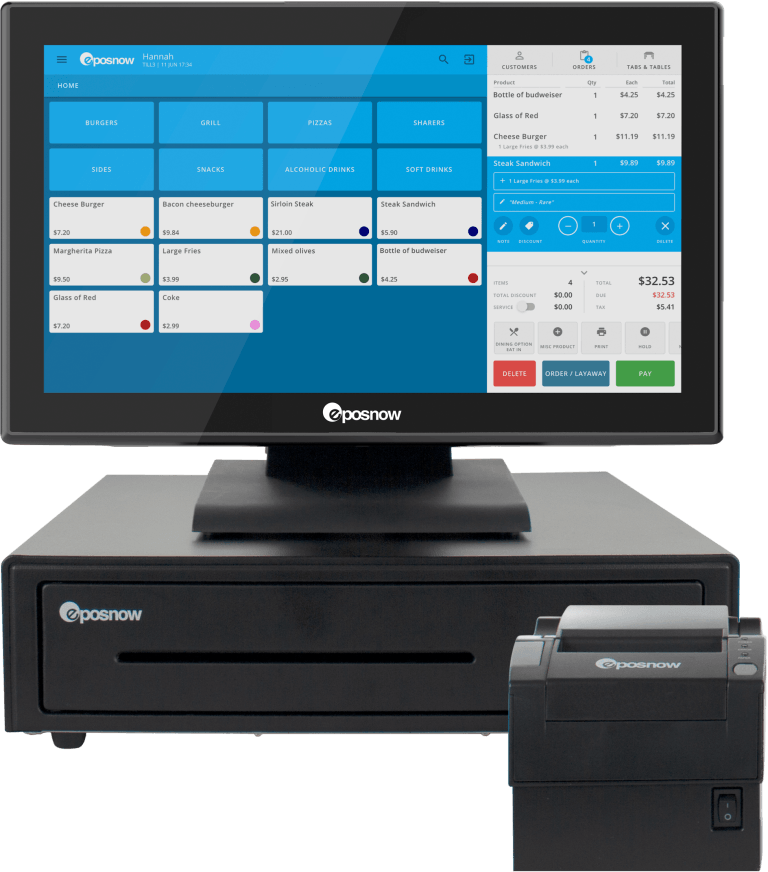 eposnow
Hannah
TILL3 | 11 JUN 17:34
HOME
BURGERS
GRILL
PIZZAS
SHARERS
SIDES
SNACKS
ALCOHOLIC DRINKS
SOFT DRINKS
Cheese Burger
$7.20
Bacon cheeseburger
$9.84
Sirloin Steak
$21.00
Steak Sandwich
$5.90
Margherita Pizza
$9.50
Large Fries
$3.99
Mixed olives
$2.95
Bottle of budweiser
$4.25
Glass of Red
$7.20
Coke
$2.99
CUSTOMERS
ORDERS
TABS & TABLES
Product Qty Each Total
Bottle of budweiser 1 $4.25 $4.25
Glass of Red 1 $7.20 $7.20
Cheese Burger 1 $11.19 $11.19
1 Large Fries @ $3.99 each
Steak Sandwich 1 $9.89 $9.89
+ 1 Large Fries @ $3.99 each
"Medium - Rare"
1
NOTE
DISCOUNT
QUANTITY
DELETE
ITEMS 4
TOTAL $32.53
TOTAL DISCOUNT $0.00
DUE $32.53
SERVICE $0.00
TAX $5.41
DINING OPTION
EAT IN
MISC PRODUCT
PRINT
HOLD
DELETE
ORDER / LAYAWAY
PAY
eposnow
eposnow
eposnow